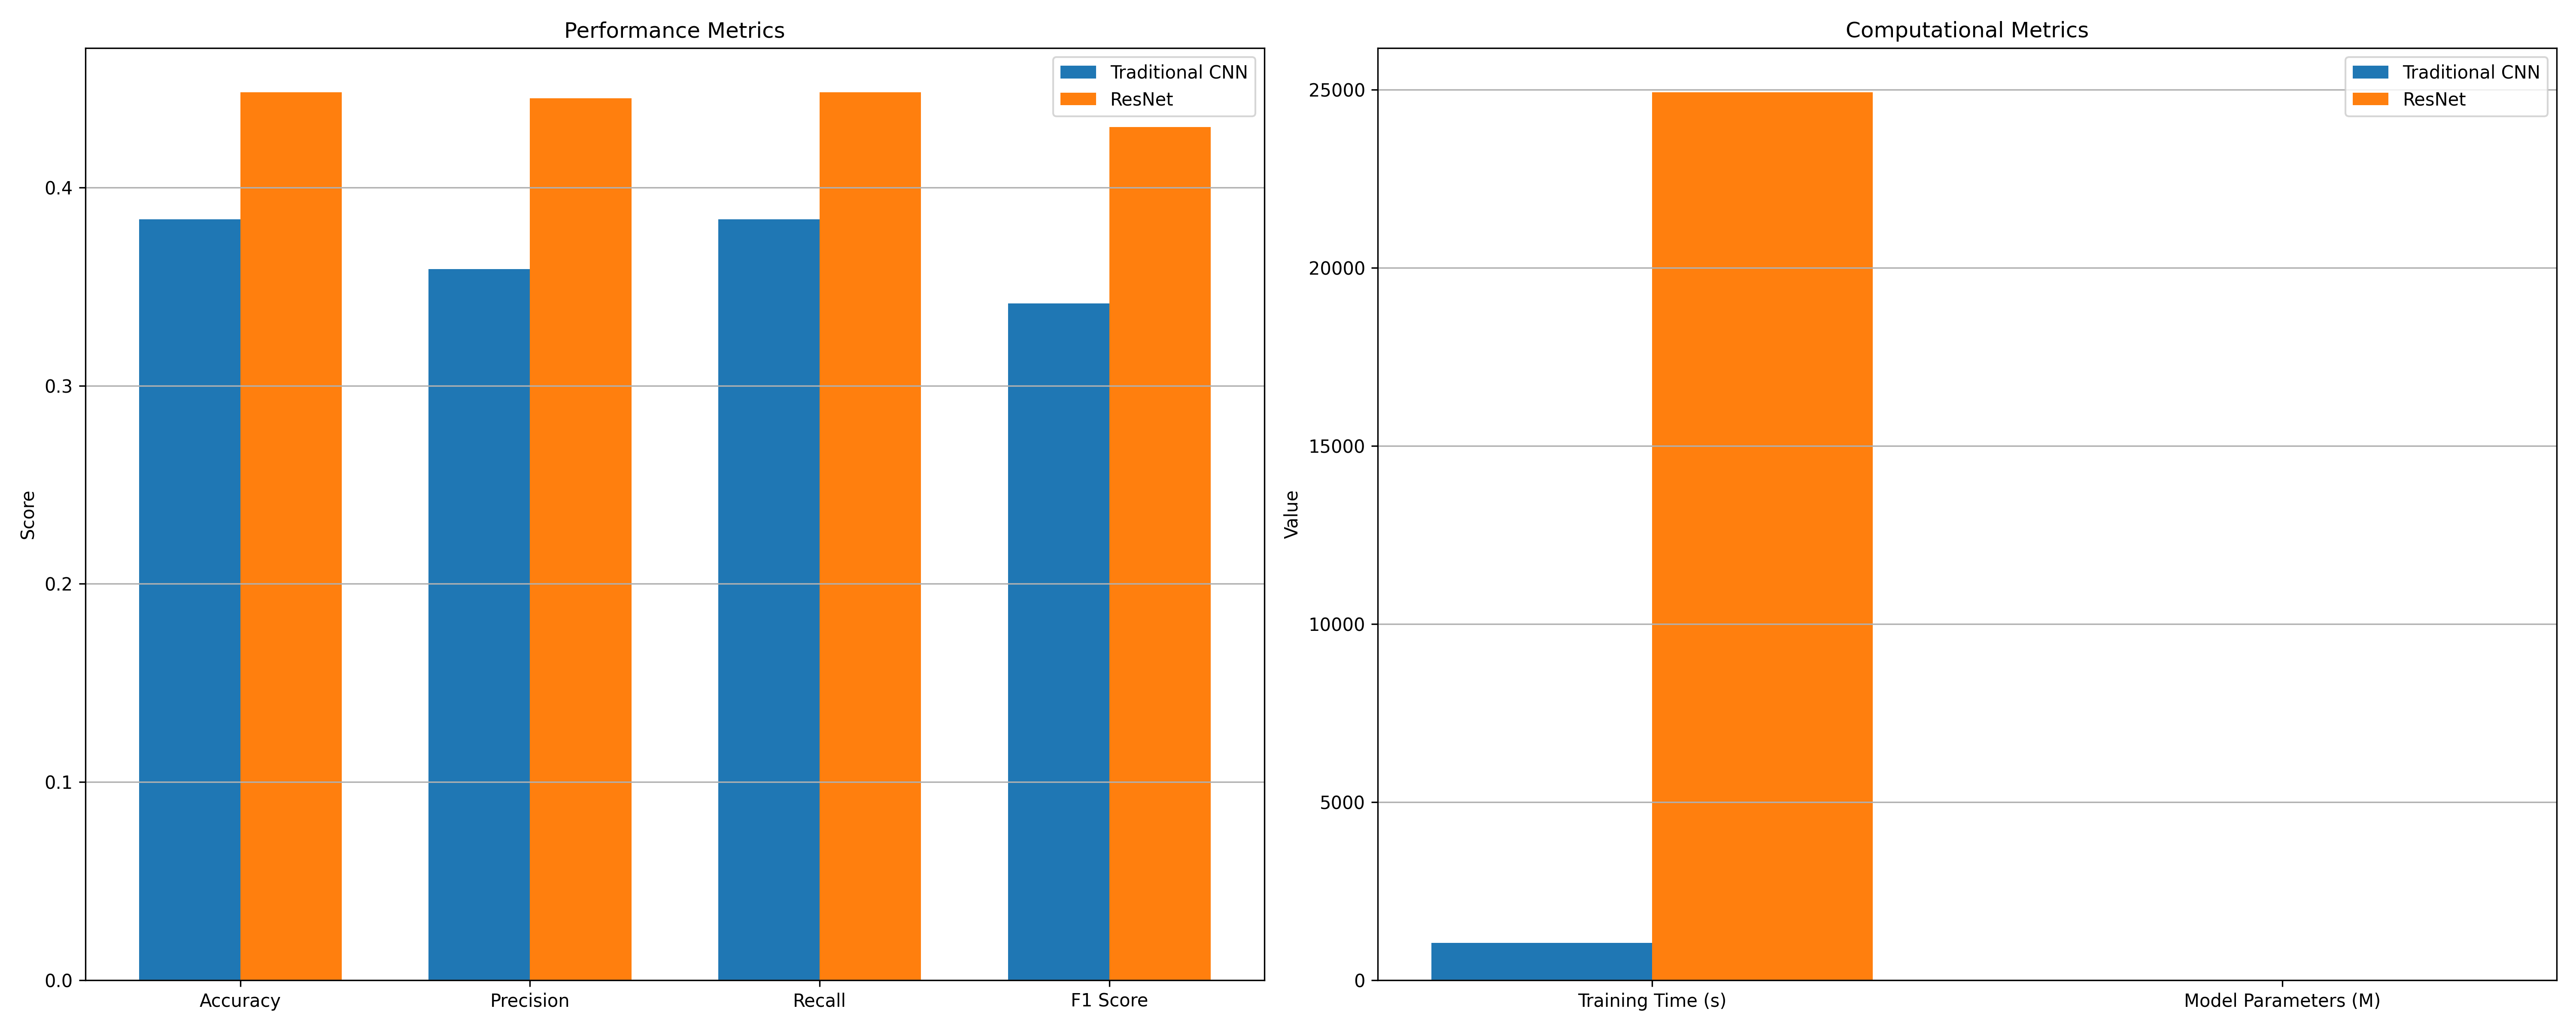 Performance Metrics
Traditional CNN
ResNet
Score
0.4
0.3
0.2
0.1
0.0
Accuracy
Precision
Recall
F1 Score
Computational Metrics
Traditional CNN
ResNet
Value
25000
20000
15000
10000
5000
0
Training Time (s)
Model Parameters (M)